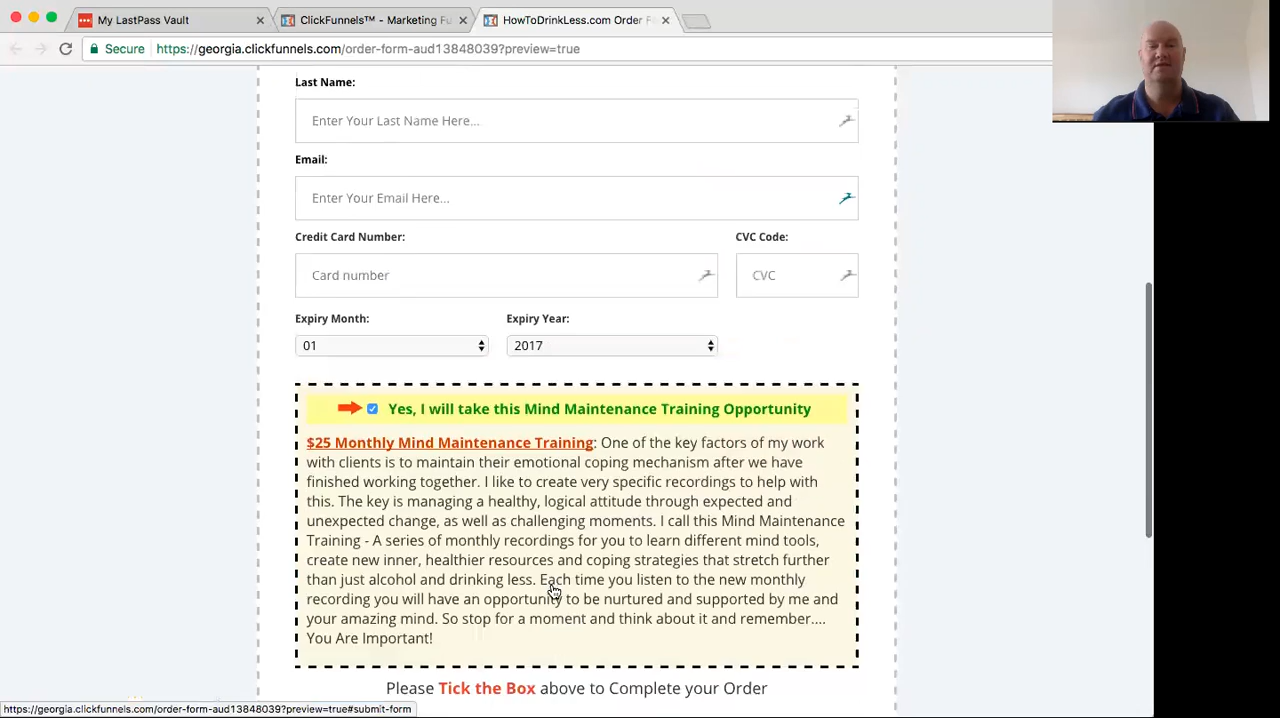 My LastPass Vault
ClickFunnels™ - Marketing Fu
HowToDrinkLess.com Order F
Secure https://georgia.clickfunnels.com/order-form-aud13848039?preview=true
Last Name:
Enter Your Last Name Here...
Email:
Enter Your Email Here...
Credit Card Number: CVC Code:
Card number CVC
Expiry Month: Expiry Year:
01 2017
Yes, I will take this Mind Maintenance Training Opportunity
$25 Monthly Mind Maintenance Training: One of the key factors of my work
with clients is to maintain their emotional coping mechanism after we have
finished working together. I like to create very specific recordings to help with
this. The key is managing a healthy, logical attitude through expected and
unexpected change, as well as challenging moments. I call this Mind Maintenance
Training - A series of monthly recordings for you to learn different mind tools,
create new inner, healthier resources and coping strategies that stretch further
than just alcohol and drinking less. Each time you listen to the new monthly
recording you will have an opportunity to be nurtured and supported by me and
your amazing mind. So stop for a moment and think about it and remember....
You Are Important!
Please Tick the Box above to Complete your Order
https://georgia.clickfunnels.com/order-form-aud13848039?preview=true#submit-form